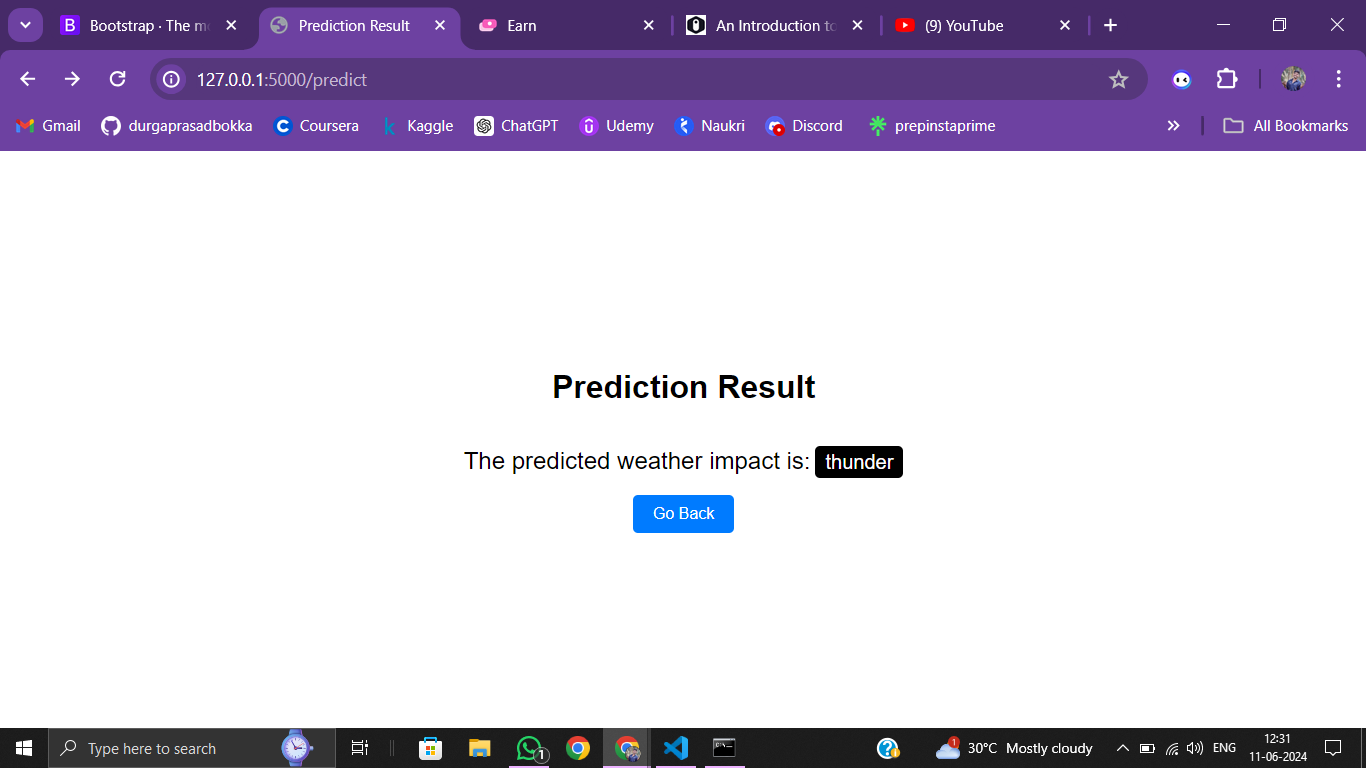 Bootstrap · The m
Prediction Result
Earn
An Introduction to
(9) YouTube
127.0.0.1:5000/predict
Gmail
durgaprasadbokka
Coursera
Kaggle
ChatGPT
Udemy
Naukri
Discord
prepinstaprime
All Bookmarks
Prediction Result
The predicted weather impact is: thunder
Go Back
Type here to search
1
1
30°C Mostly cloudy
ENG
12:31
11-06-2024